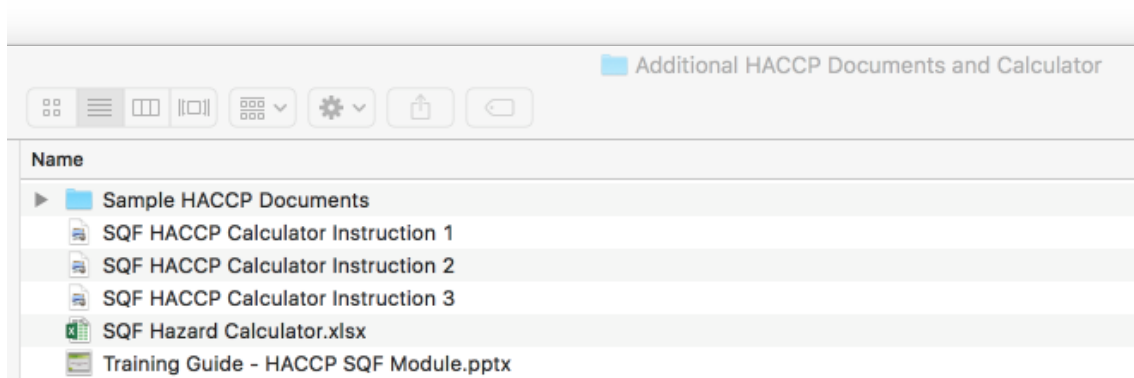 Additional HACCP Documents and Calculator
Name
Sample HACCP Documents
SQF HACCP Calculator Instruction 1
SQF HACCP Calculator Instruction 2
SQF HACCP Calculator Instruction 3
SQF Hazard Calculator.xlsx
Training Guide - HACCP SQF Module.pptx